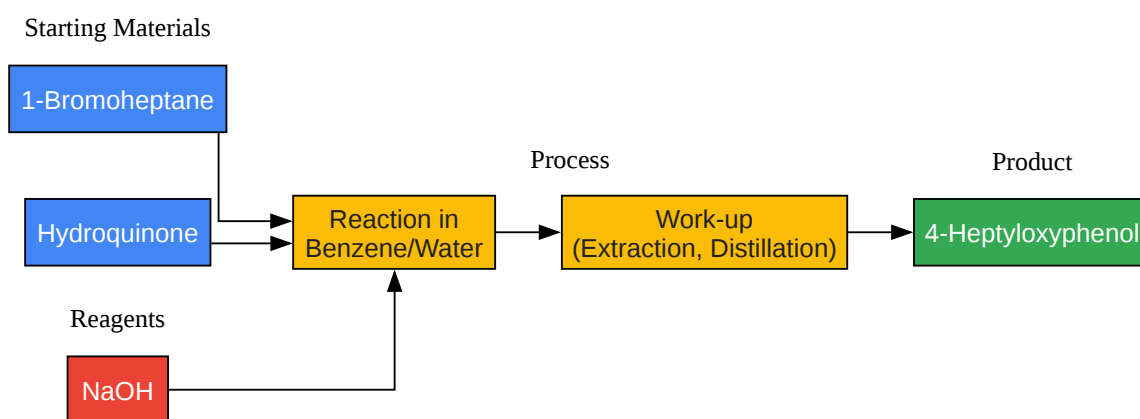 Starting Materials
1-Bromoheptane
Process
Product
Hydroquinone
Reaction in
Benzene/Water
Work-up
(Extraction, Distillation)
4-Heptyloxyphenol
Reagents
NaOH